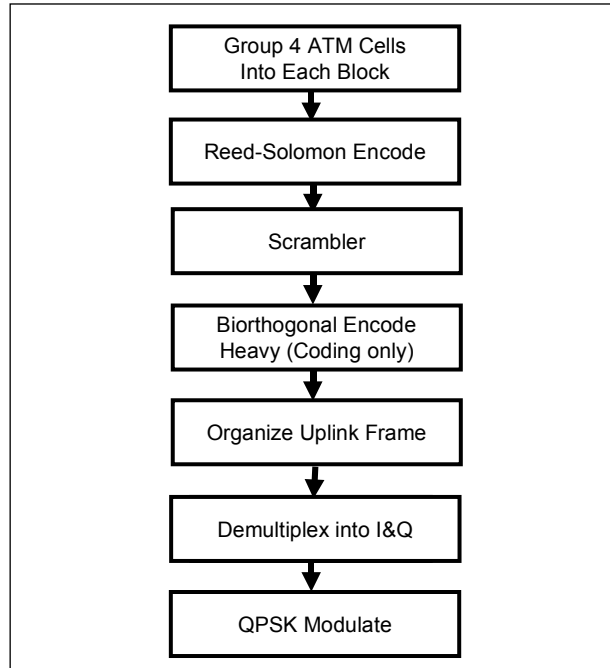 Group 4 ATM Cells
Into Each Block
Reed-Solomon Encode
Scrambler
Biorthogonal Encode
Heavy (Coding only)
Organize Uplink Frame
Demultiplex into I&Q
QPSK Modulate